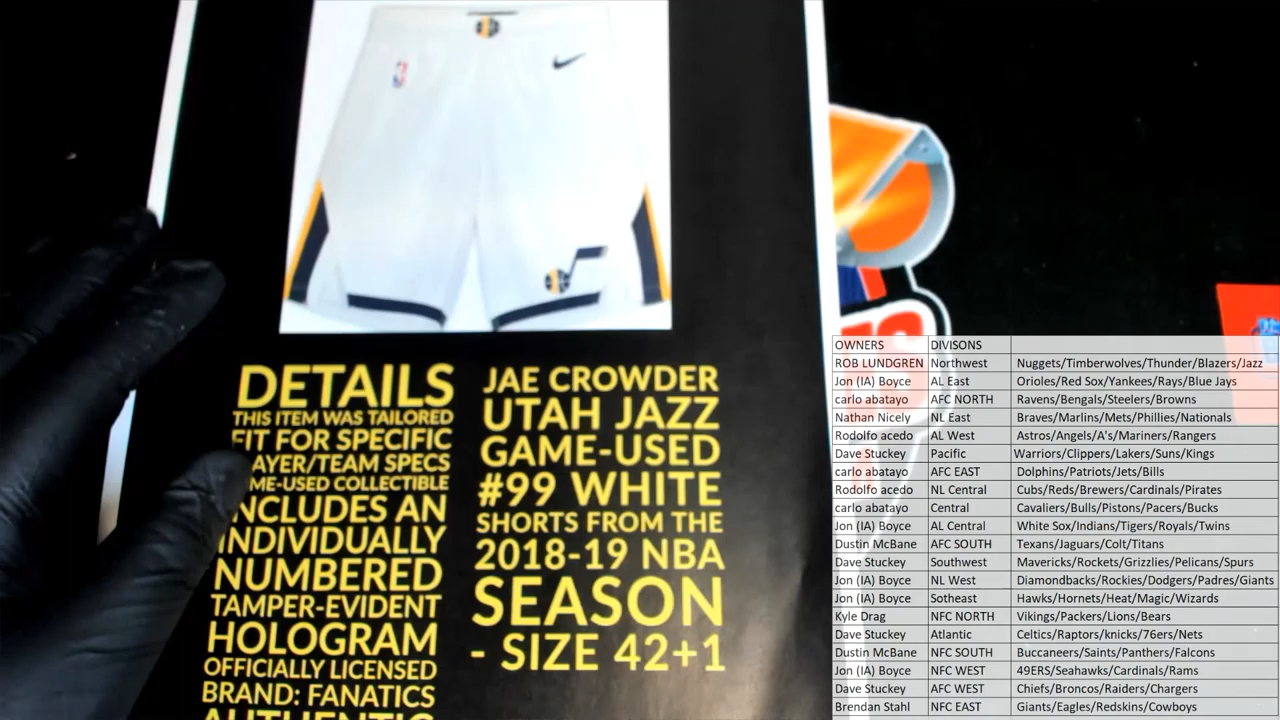 DETAILS
THIS ITEM WAS TAILORED
FIT FOR SPECIFIC
AYER/TEAM SPECS
ME-USED COLLECTIBLE
INCLUDES AN
INDIVIDUALLY
NUMBERED
TAMPER-EVIDENT
HOLOGRAM
OFFICIALLY LICENSED
BRAND: FANATICS
AUTHENTIC
JAE CROWDER
UTAH JAZZ
GAME-USED
#99 WHITE
SHORTS FROM THE
2018-19 NBA
SEASON
- SIZE 42+1
OWNERS DIVISONS
ROB LUNDGREN Northwest Nuggets/Timberwolves/Thunder/Blazers/Jazz
Jon (IA) Boyce AL East Orioles/Red Sox/Yankees/Rays/Blue Jays
carlo abatayo AFC NORTH Ravens/Bengals/Steelers/Browns
Nathan Nicely NL East Braves/Marlins/Mets/Phillies/Nationals
Rodolfo acedo AL West Astros/Angels/A's/Mariners/Rangers
Dave Stuckey Pacific Warriors/Clippers/Lakers/Suns/Kings
carlo abatayo AFC EAST Dolphins/Patriots/Jets/Bills
Rodolfo acedo NL Central Cubs/Reds/Brewers/Cardinals/Pirates
carlo abatayo Central Cavaliers/Bulls/Pistons/Pacers/Bucks
Jon (IA) Boyce AL Central White Sox/Indians/Tigers/Royals/Twins
Dustin McBane AFC SOUTH Texans/Jaguars/Colt/Titans
Dave Stuckey Southwest Mavericks/Rockets/Grizzlies/Pelicans/Spurs
Jon (IA) Boyce NL West Diamondbacks/Rockies/Dodgers/Padres/Giants
Jon (IA) Boyce Sotheast Hawks/Hornets/Heat/Magic/Wizards
Kyle Drag NFC NORTH Vikings/Packers/Lions/Bears
Dave Stuckey Atlantic Celtics/Raptors/knicks/76ers/Nets
Dustin McBane NFC SOUTH Buccaneers/Saints/Panthers/Falcons
Jon (IA) Boyce NFC WEST 49ERS/Seahawks/Cardinals/Rams
Dave Stuckey AFC WEST Chiefs/Broncos/Raiders/Chargers
Brendan Stahl NFC EAST Giants/Eagles/Redskins/Cowboys